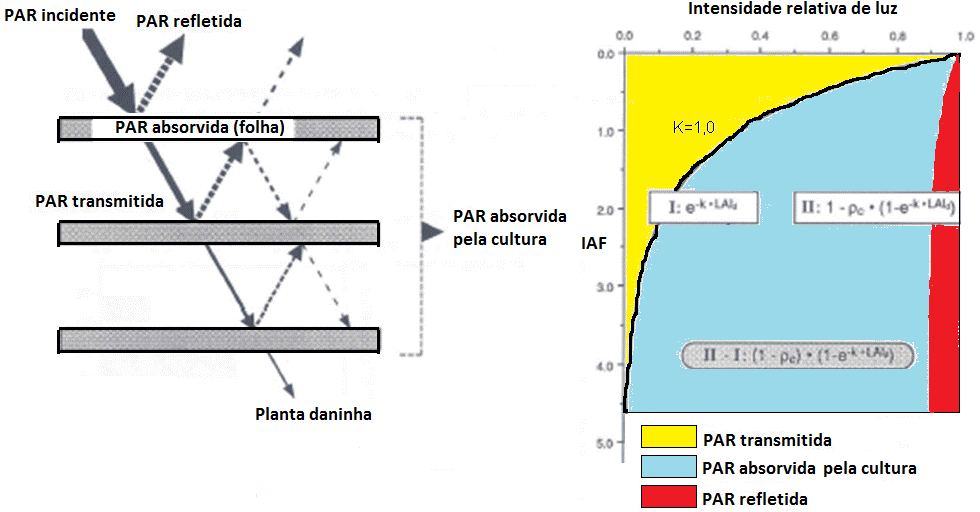 PAR incidente
PAR refletida
PAR absorvida (folha)
PAR transmitida
PAR absorvida
pela cultura
Planta daninha
Intensidade relativa de luz
0.0
0.2
0.4
0.6
0.8
1.0
0.0
1.0
2.0
3.0
4.0
5.0
IAF
K=1,0
I: e-k • LAId
II: 1 - ρc • (1-e-k • LAId)
II - I: (1 - ρc) • (1-e-k • LAId)
PAR transmitida
PAR absorvida pela cultura
PAR refletida